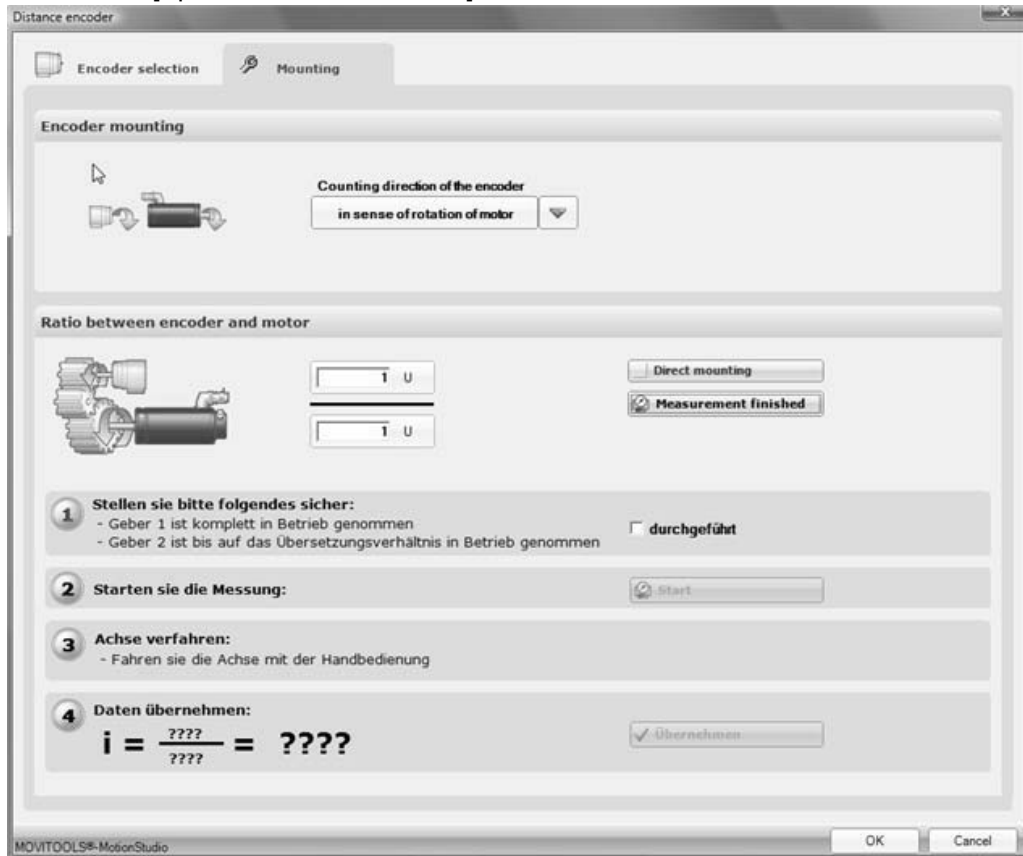 Distance encoder
Encoder selection
Mounting
Encoder mounting
Counting direction of the encoder
in sense of rotation of motor
Ratio between encoder and motor
1 U
Direct mounting
Measurement finished
1 U
1
Stellen sie bitte folgendes sicher:
- Geber 1 ist komplett in Betrieb genommen
- Geber 2 ist bis auf das Übersetzungsverhältnis in Betrieb genommen
durchgeführt
2
Starten sie die Messung:
Start
3
Achse verfahren:
- Fahren sie die Achse mit der Handbedienung
4
Daten übernehmen:
i = ???? / ???? = ????
Übernehmen
OK
Cancel
MOVITOOLS®-MotionStudio